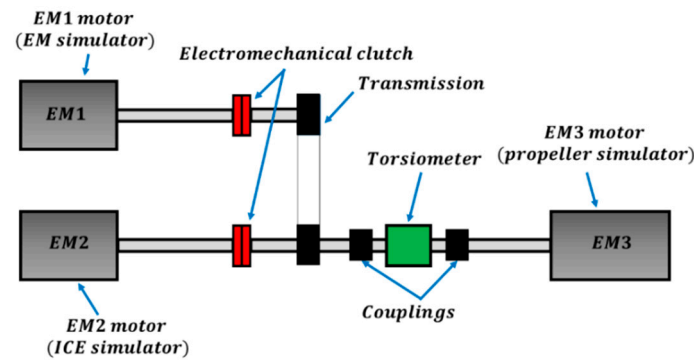 EM1 motor
(EM simulator)
Electromechanical clutch
Transmission
EM1
EM3 motor
(propeller simulator)
Torsiometer
EM2
EM3
Couplings
EM2 motor
(ICE simulator)